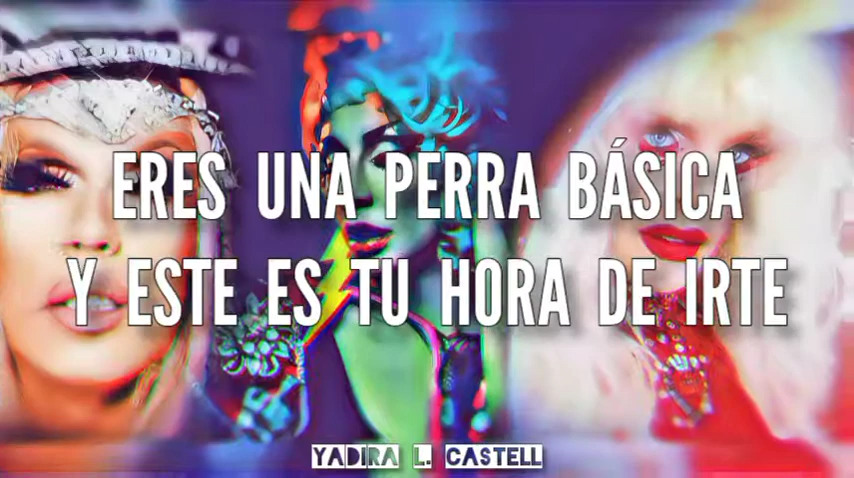 ERES UNA PERRA BÁSICA
Y ESTE ES TU HORA DE IRTE
YADIRA L. CASTELL